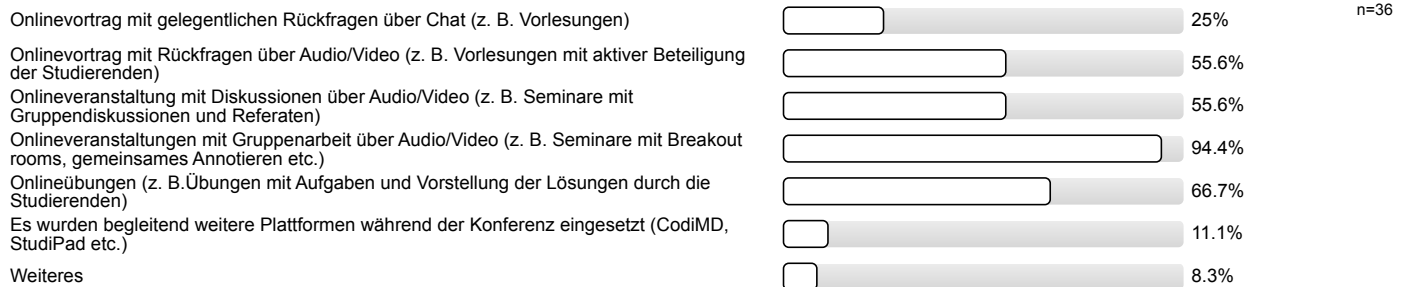 Onlinevortrag mit gelegentlichen Rückfragen über Chat (z. B. Vorlesungen)
25%
n=36
Onlinevortrag mit Rückfragen über Audio/Video (z. B. Vorlesungen mit aktiver Beteiligung
der Studierenden)
55.6%
Onlineveranstaltung mit Diskussionen über Audio/Video (z. B. Seminare mit
Gruppendiskussionen und Referaten)
55.6%
Onlineveranstaltungen mit Gruppenarbeit über Audio/Video (z. B. Seminare mit Breakout
rooms, gemeinsames Annotieren etc.)
94.4%
Onlineübungen (z. B.Übungen mit Aufgaben und Vorstellung der Lösungen durch die
Studierenden)
66.7%
Es wurden begleitend weitere Plattformen während der Konferenz eingesetzt (CodiMD,
StudiPad etc.)
11.1%
Weiteres
8.3%